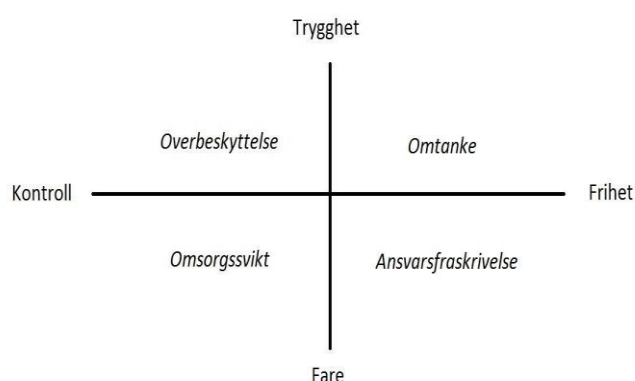 Trygghet
Overbeskyttelse
Omtanke
Kontroll
Frihet
Omsorgssvikt
Ansvarsfraskrivelse
Fare